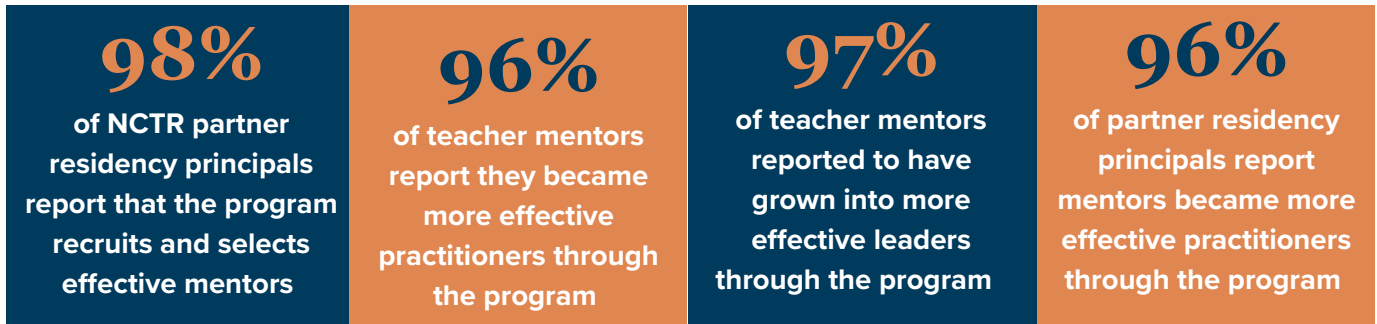 98%
of NCTR partner
residency principals
report that the program
recruits and selects
effective mentors
96%
of teacher mentors
report they became
more effective
practitioners through
the program
97%
of teacher mentors
reported to have
grown into more
effective leaders
through the program
96%
of partner residency
principals report
mentors became more
effective practitioners
through the program